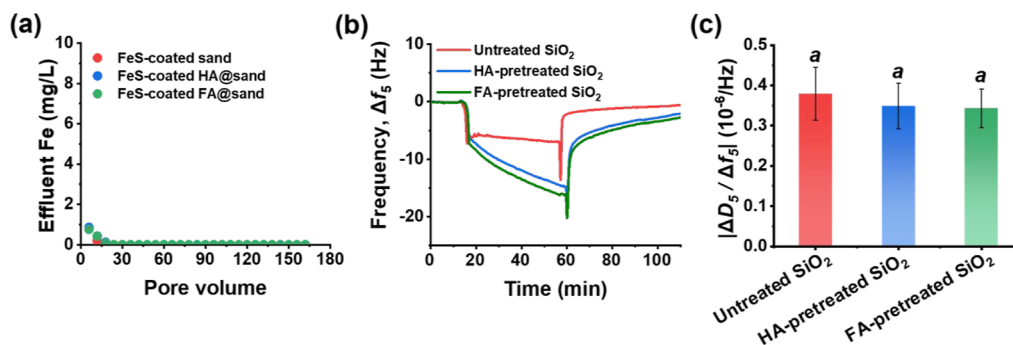 (a)
Effluent Fe (mg/L)
10
8
6
4
2
0
FeS-coated sand
FeS-coated HA@sand
FeS-coated FA@sand
0 30 60 90 120 150 180
Pore volume
(b)
Frequency, Δf₅ (Hz)
10
5
0
-5
-10
-15
-20
-25
Untreated SiO₂
HA-pretreated SiO₂
FA-pretreated SiO₂
0 20 40 60 80 100
Time (min)
(c)
|ΔD₅ / Δf₅| (10⁻⁶/Hz)
0.5
0.4
0.3
0.2
0.1
0.0
a a a
Untreated SiO₂
HA-pretreated SiO₂
FA-pretreated SiO₂